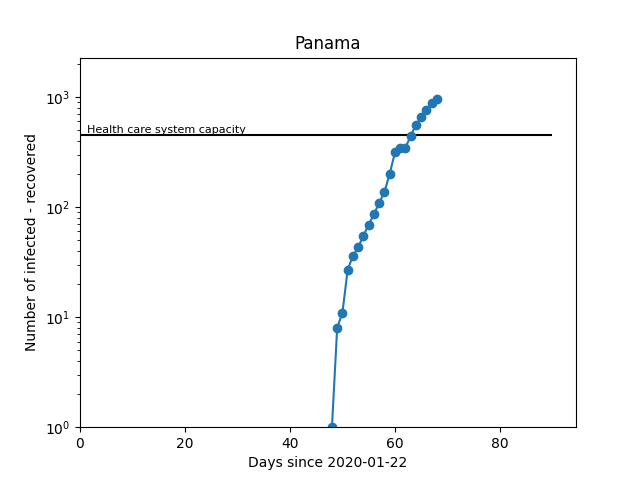 Panama
Number of infected - recovered
10³
10²
10¹
10⁰
Health care system capacity
0 20 40 60 80
Days since 2020-01-22